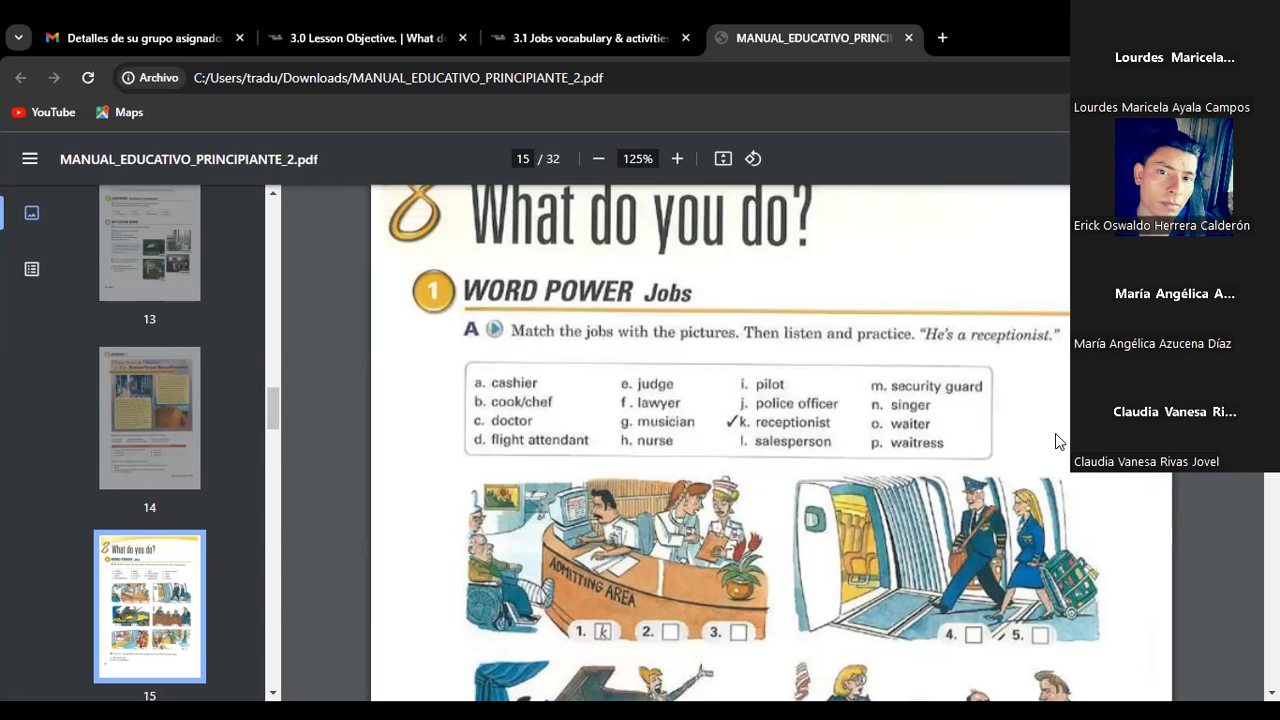 Detalles de su grupo asignado
3.0 Lesson Objective. | What d
3.1 Jobs vocabulary & activities
MANUAL_EDUCATIVO_PRINCI
Archivo
C:/Users/tradu/Downloads/MANUAL_EDUCATIVO_PRINCIPIANTE_2.pdf
YouTube
Maps
MANUAL_EDUCATIVO_PRINCIPIANTE_2.pdf
15 / 32
125%
13
14
15
8 What do you do?
1 WORD POWER Jobs
A Match the jobs with the pictures. Then listen and practice. "He's a receptionist."
a. cashier
b. cook/chef
c. doctor
d. flight attendant
e. judge
f. lawyer
g. musician
h. nurse
i. pilot
j. police officer
✓k. receptionist
l. salesperson
m. security guard
n. singer
o. waiter
p. waitress
ADMITTING AREA
1. k 2. 3.
4. 5.
Lourdes Maricela...
Lourdes Maricela Ayala Campos
Erick Oswaldo Herrera Calderón
María Angélica A...
María Angélica Azucena Díaz
Claudia Vanesa Ri...
Claudia Vanesa Rivas Jovel